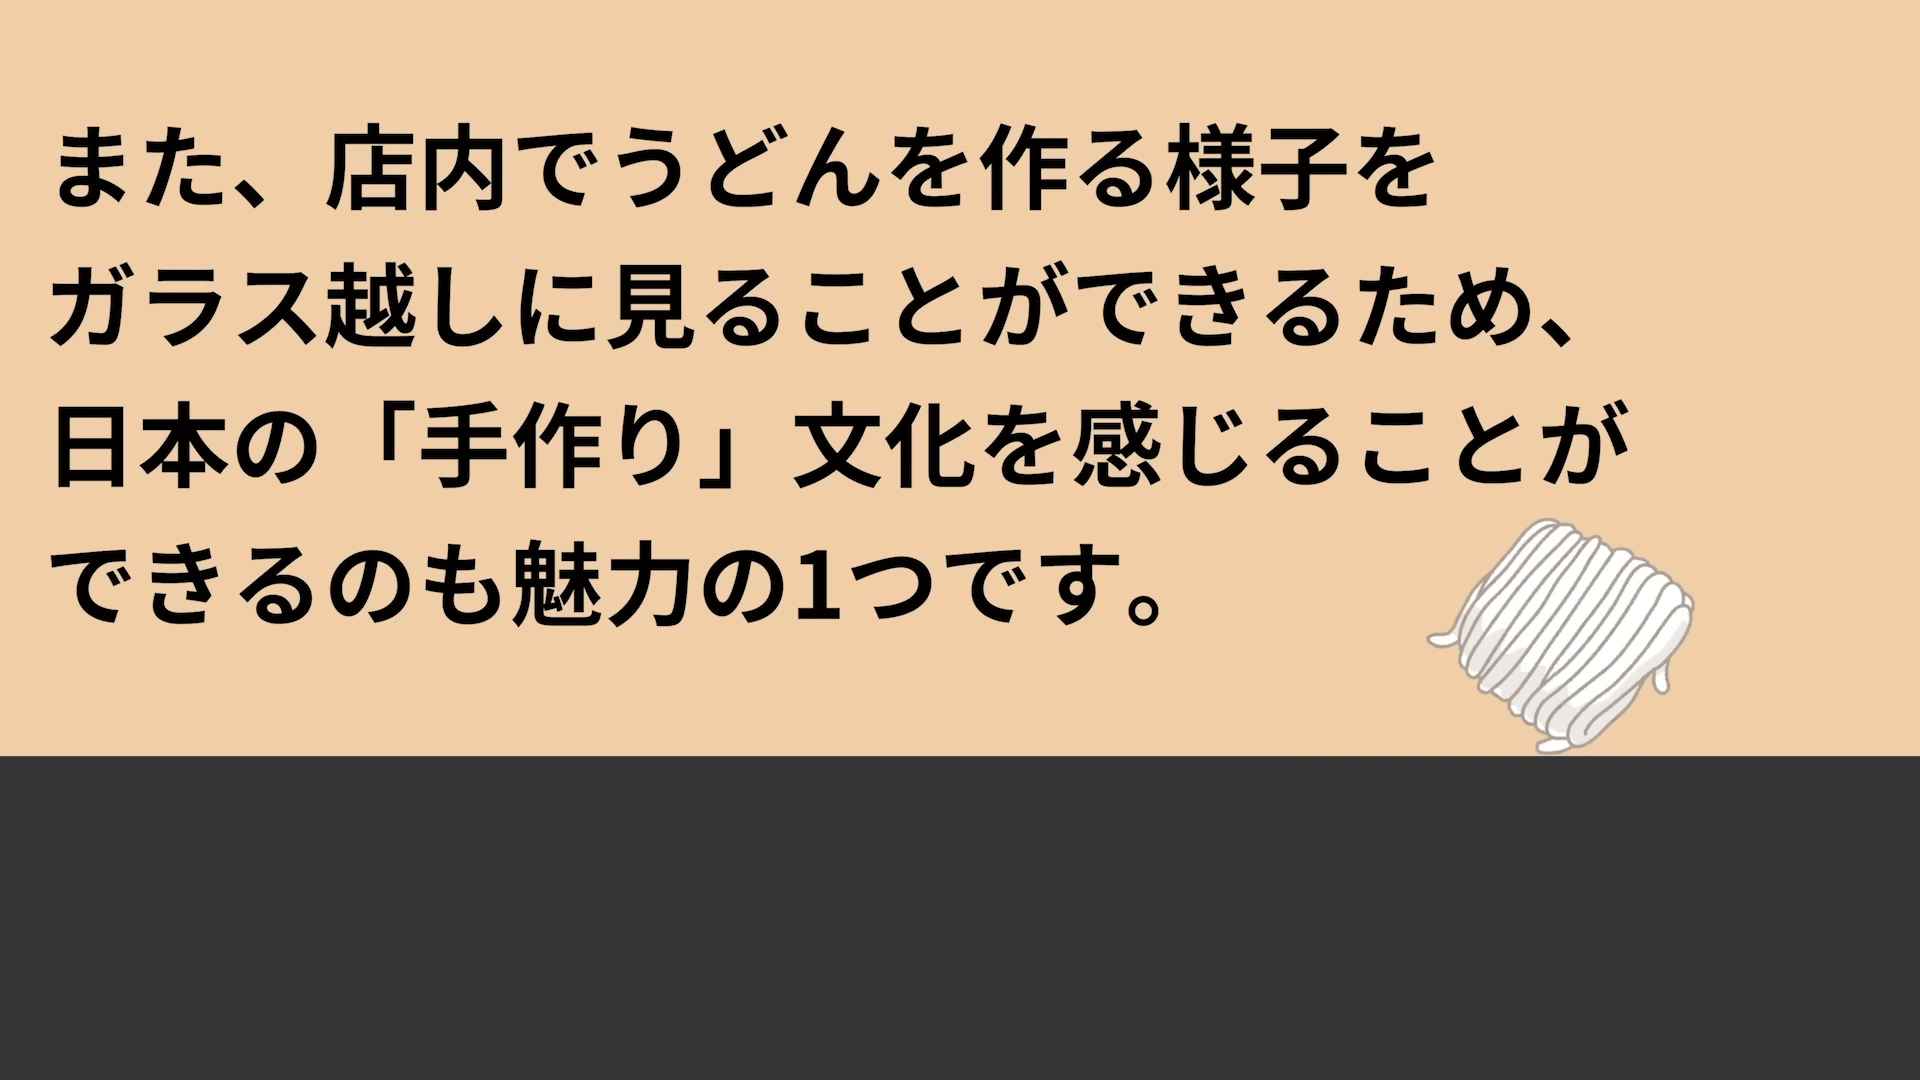 また、店内でうどんを作る様子を
ガラス越しに見ることができるため、
日本の「手作り」文化を感じることが
できるのも魅力の1つです。